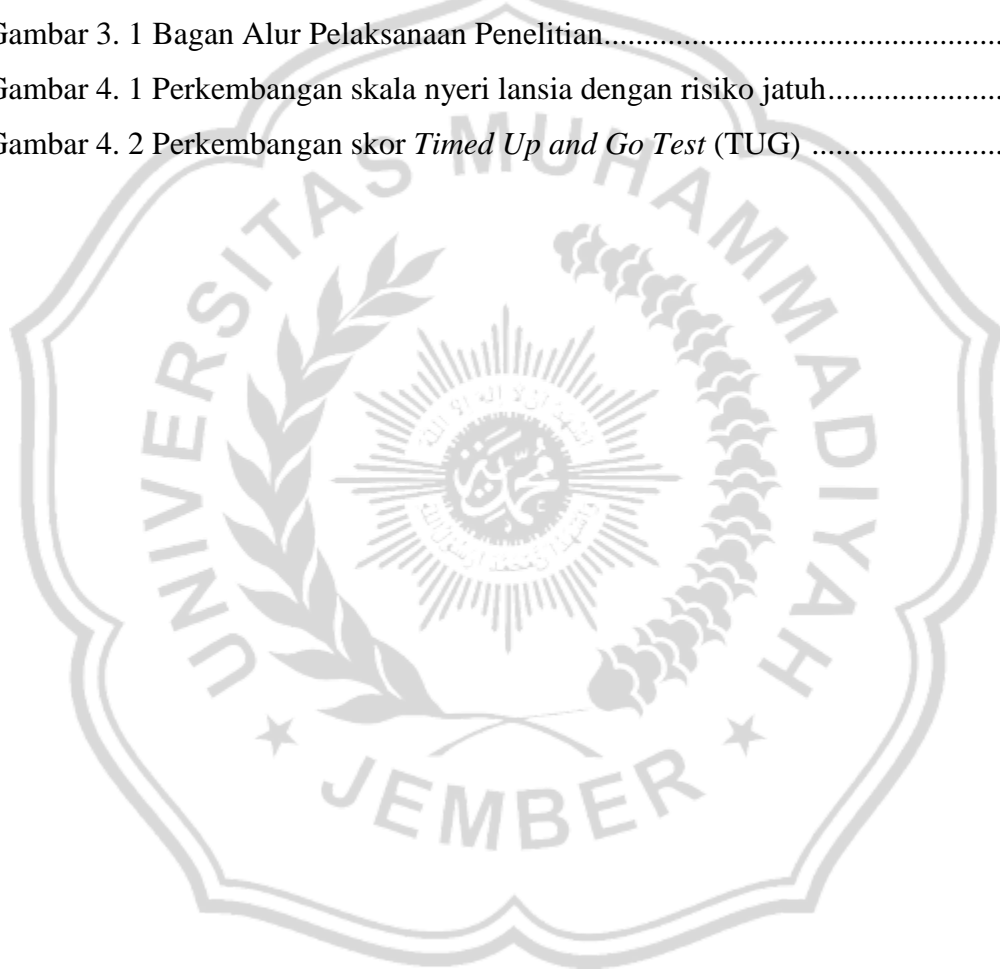 Gambar 3. 1 Bagan Alur Pelaksanaan Penelitian........................................
Gambar 4. 1 Perkembangan skala nyeri lansia dengan risiko jatuh......................
Gambar 4. 2 Perkembangan skor Timed Up and Go Test (TUG) ........................
UNIVERSITAS MUHAMMADIYAH
JEMBER